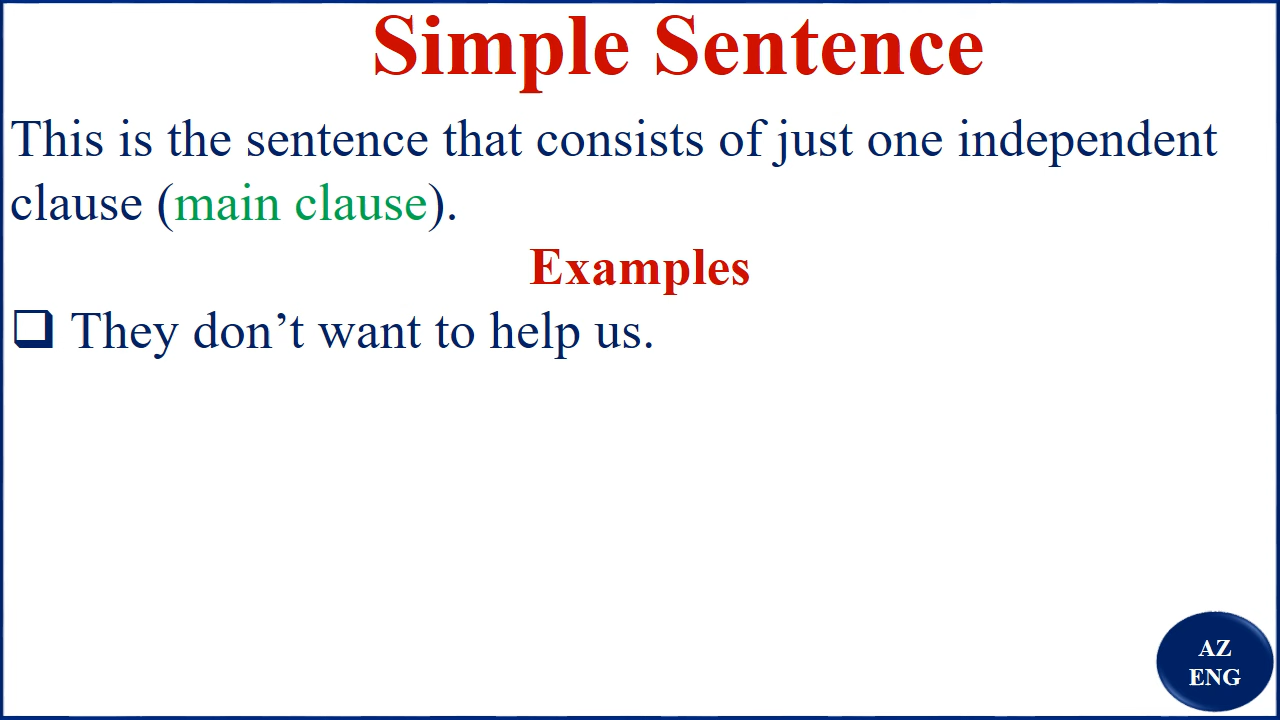 Simple Sentence
This is the sentence that consists of just one independent
clause (main clause).
Examples
❑ They don’t want to help us.
AZ
ENG